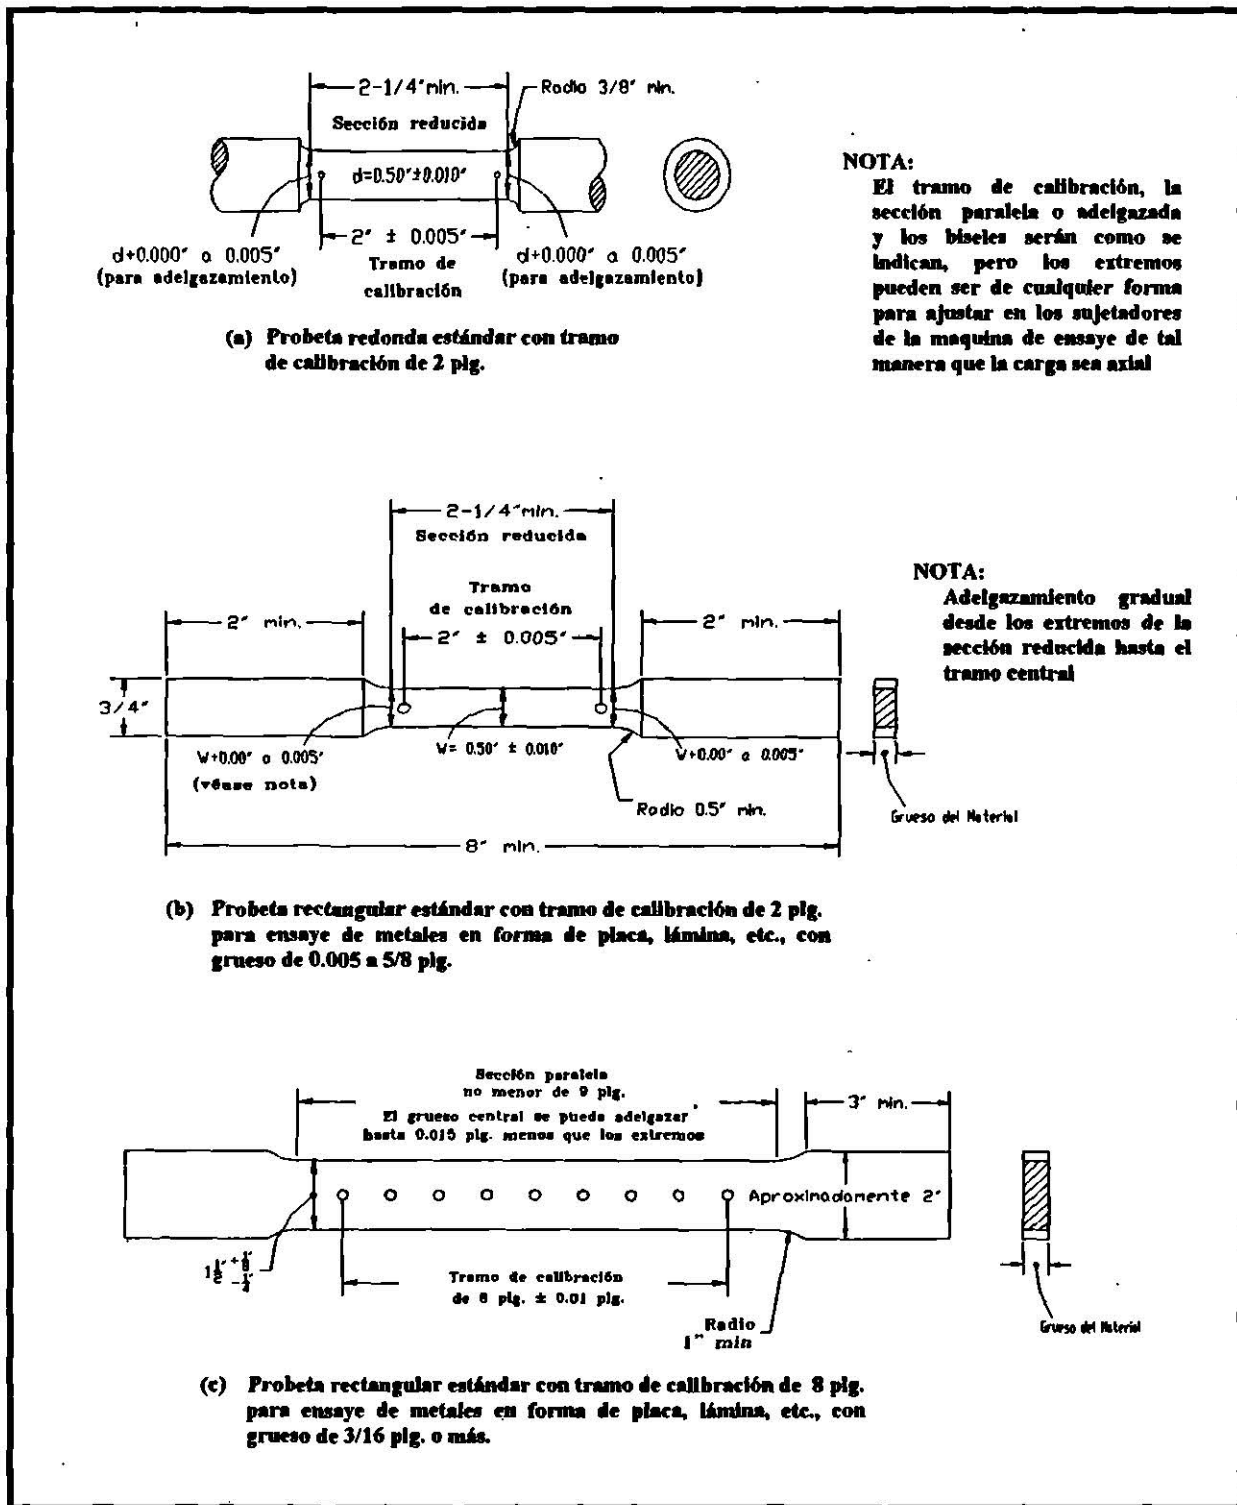 2-1/4″min.
Radio 3/8″ min.
Sección reducida
d=0.50″±0.010″
2″ ± 0.005″
d+0.000″ a 0.005″
(para adelgazamiento)
Tramo de
calibración
d+0.000″ a 0.005″
(para adelgazamiento)
(a) Probeta redonda estándar con tramo
de calibración de 2 plg.
NOTA:
El tramo de calibración, la
sección paralela o adelgazada
y los biseles serán como se
indican, pero los extremos
pueden ser de cualquier forma
para ajustar en los sujetadores
de la maquina de ensaye de tal
manera que la carga sea axial
2-1/4″min.
Sección reducida
Tramo
de calibración
2″ min.
2″ ± 0.005″
2″ min.
3/4″
W+0.00″ a 0.005″
(véase nota)
W= 0.50″ ± 0.010″
W+0.00″ a 0.005″
Radio 0.5″ min.
Grueso del Material
8″ min.
NOTA:
Adelgazamiento gradual
desde los extremos de la
sección reducida hasta el
tramo central
(b) Probeta rectangular estándar con tramo de calibración de 2 plg.
para ensaye de metales en forma de placa, lámina, etc., con
grueso de 0.005 a 5/8 plg.
Sección paralela
no menor de 9 plg.
El grueso central se puede adelgazar
hasta 0.015 plg. menos que los extremos
3″ min.
Aproximadamente 2″
1½″ +⅛″ -¼″
Tramo de calibración
de 8 plg. ± 0.01 plg.
Radio
1″ min
Grueso del Material
(c) Probeta rectangular estándar con tramo de calibración de 8 plg.
para ensaye de metales en forma de placa, lámina, etc., con
grueso de 3/16 plg. o más.